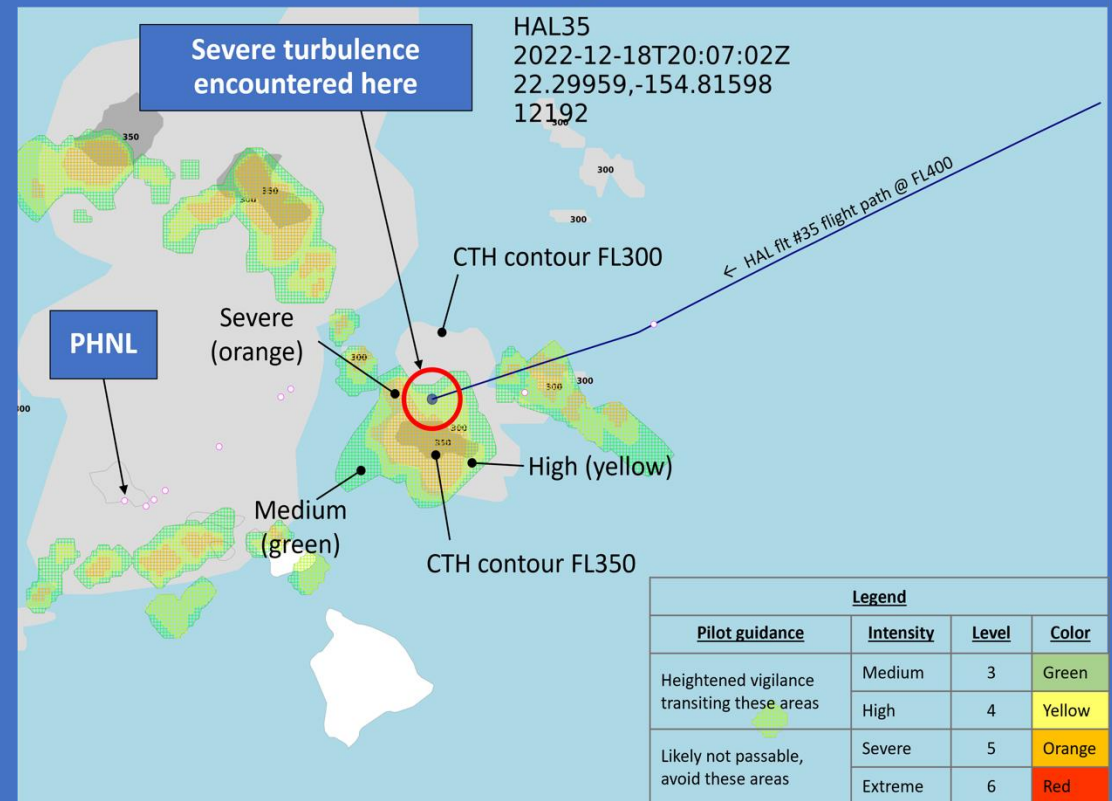 Severe turbulence
encountered here
HAL35
2022-12-18T20:07:02Z
22.29959,-154.81598
12192
350
300
← HAL flt #35 flight path @ FL400
350
300
CTH contour FL300
Severe
(orange)
PHNL
300
300
300
300
300
350
High (yellow)
Medium
(green)
CTH contour FL350
Legend
Pilot guidance Intensity Level Color
Heightened vigilance
transiting these areas
Medium 3 Green
High 4 Yellow
Likely not passable,
avoid these areas
Severe 5 Orange
Extreme 6 Red